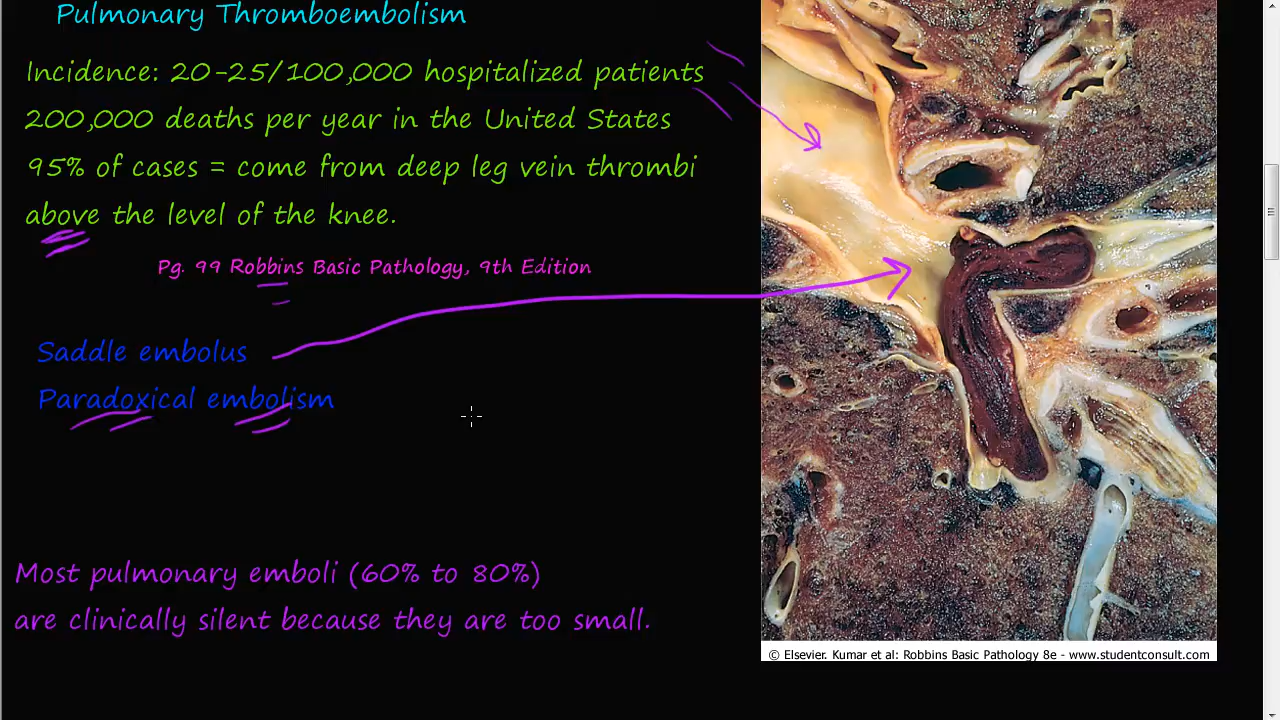 Pulmonary Thromboembolism
Incidence: 20-25/100,000 hospitalized patients
200,000 deaths per year in the United States
95% of cases = come from deep leg vein thrombi
above the level of the knee.
Pg. 99 Robbins Basic Pathology, 9th Edition
Saddle embolus
Paradoxical embolism
Most pulmonary emboli (60% to 80%)
are clinically silent because they are too small.
© Elsevier. Kumar et al: Robbins Basic Pathology 8e - www.studentconsult.com